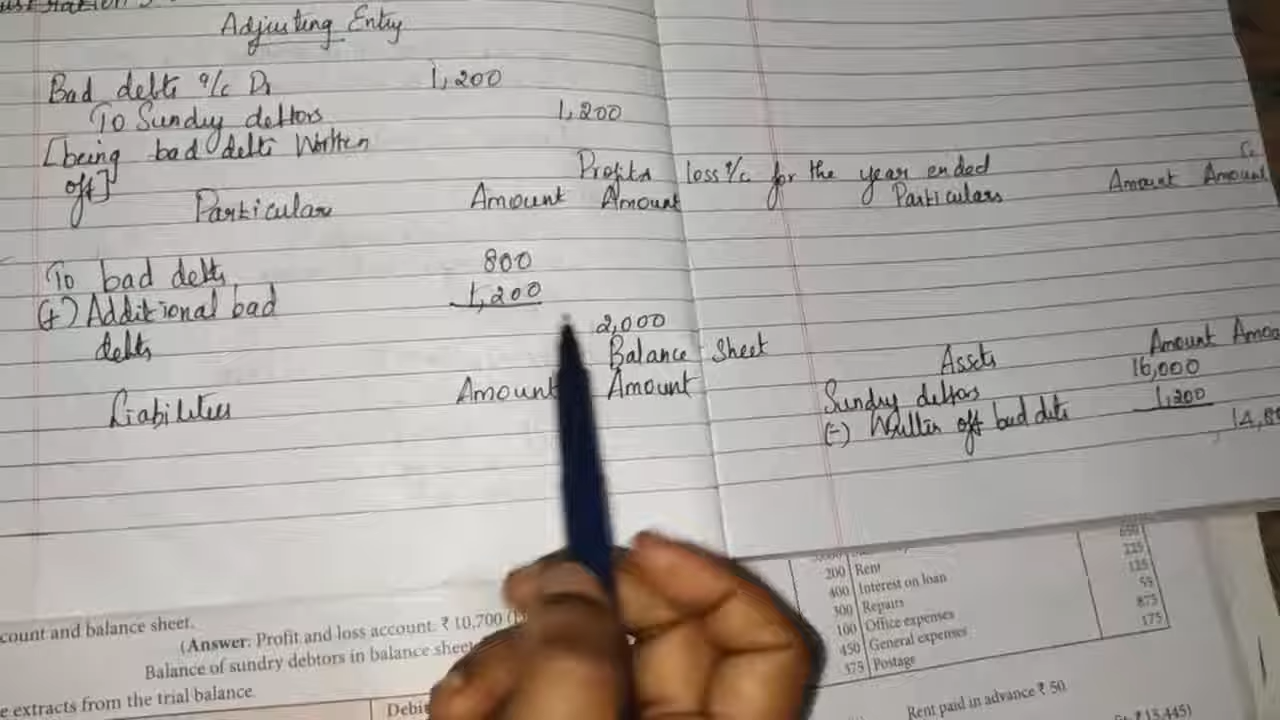 Adjusting Entry
Bad debts a/c Dr 1,200
To Sundry debtors 1,200
[being bad debts Written
off]
Profit & loss a/c for the year ended
Particular Amount Amount Particulars Amount Amount
To bad debts 800
(+) Additional bad 1,200
debts 2,000
Balance Sheet
Liabilities Amount Amount Assets Amount
Sundry debtors 16,000
(-) Written off bad debts 1,200
count and balance sheet.
(Answer: Profit and loss account: ₹ 10,700
Balance of sundry debtors in balance sheet
e extracts from the trial balance.
200 Rent 225
400 Interest on loan 125
300 Repairs 55
100 Office expenses 875
450 General expenses 175
175 Postage
Rent paid in advance ₹ 50
₹ 15,445)